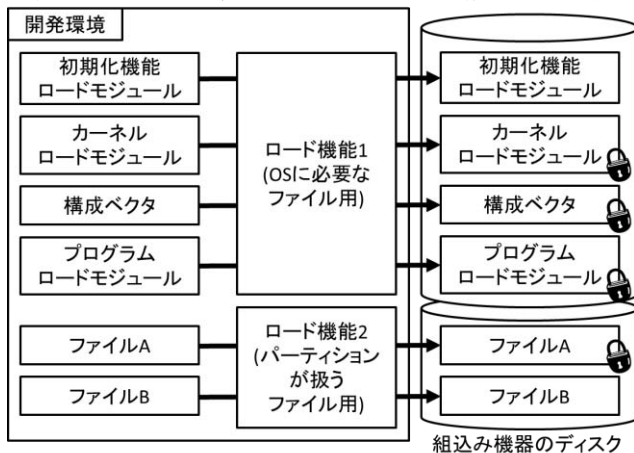 開発環境
初期化機能
ロードモジュール
カーネル
ロードモジュール
構成ベクタ
プログラム
ロードモジュール
ロード機能1
(OSに必要な
ファイル用)
初期化機能
ロードモジュール
カーネル
ロードモジュール
構成ベクタ
プログラム
ロードモジュール
ファイルA
ファイルB
ロード機能2
(パーティション
が扱う
ファイル用)
ファイルA
ファイルB
組込み機器のディスク